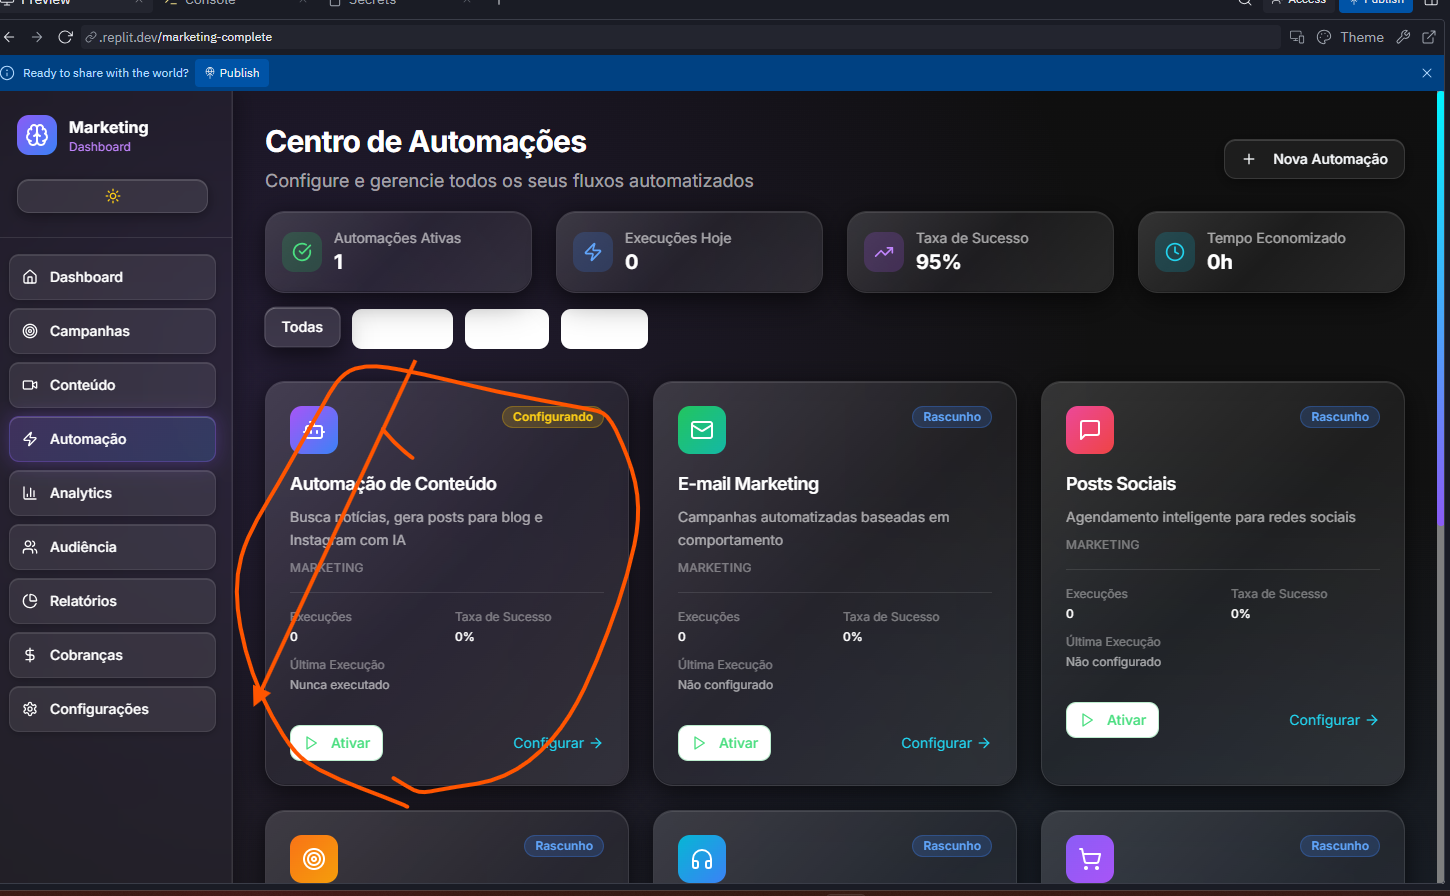 Preview
Console
Secrets
Access
Publish
.replit.dev/marketing-complete
Theme
Ready to share with the world?
Publish
Marketing
Dashboard
Dashboard
Campanhas
Conteúdo
Automação
Analytics
Audiência
Relatórios
Cobranças
Configurações
Centro de Automações
Configure e gerencie todos os seus fluxos automatizados
Nova Automação
Automações Ativas
1
Execuções Hoje
0
Taxa de Sucesso
95%
Tempo Economizado
0h
Todas
Configurando
Automação de Conteúdo
Busca notícias, gera posts para blog e
Instagram com IA
MARKETING
Execuções
0
Taxa de Sucesso
0%
Última Execução
Nunca executado
Ativar
Configurar
Rascunho
E-mail Marketing
Campanhas automatizadas baseadas em
comportamento
MARKETING
Execuções
0
Taxa de Sucesso
0%
Última Execução
Não configurado
Ativar
Configurar
Rascunho
Posts Sociais
Agendamento inteligente para redes sociais
MARKETING
Execuções
0
Taxa de Sucesso
0%
Última Execução
Não configurado
Ativar
Configurar
Rascunho
Rascunho
Rascunho